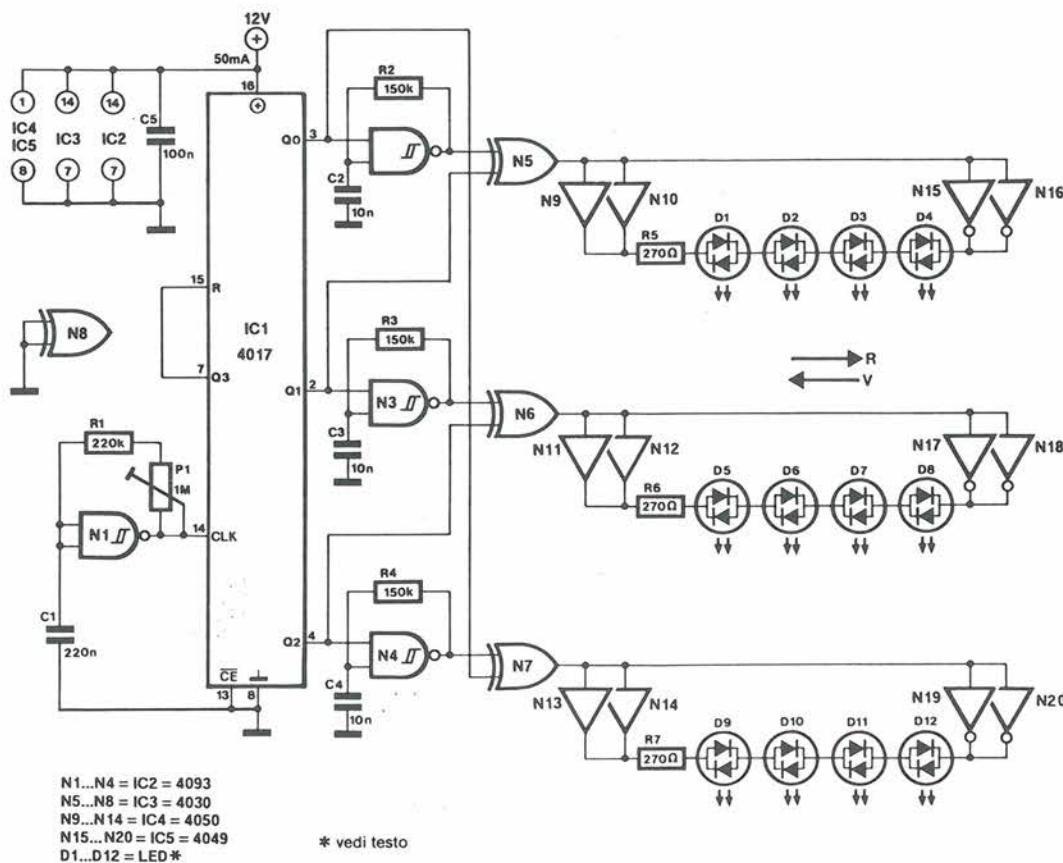 12V
50mA
16
1
14
14
IC4
IC5
IC3
IC2
C5
100n
8
7
7
Q0
3
R2
150k
C2
10n
N5
N9
N10
R5
270Ω
D1
D2
D3
D4
N15
N16
15
R
IC1
4017
N8
7
Q3
R3
150k
Q1
2
N3
C3
10n
N6
R
V
N11
N12
R6
270Ω
D5
D6
D7
D8
N17
N18
R1
220k
P1
1M
N1
14
CLK
C1
220n
R4
150k
Q2
4
N4
C4
10n
N7
CE
13
8
N13
N14
R7
270Ω
D9
D10
D11
D12
N19
N20
N1...N4 = IC2 = 4093
N5...N8 = IC3 = 4030
N9...N14 = IC4 = 4050
N15...N20 = IC5 = 4049
D1...D12 = LED*
* vedi testo